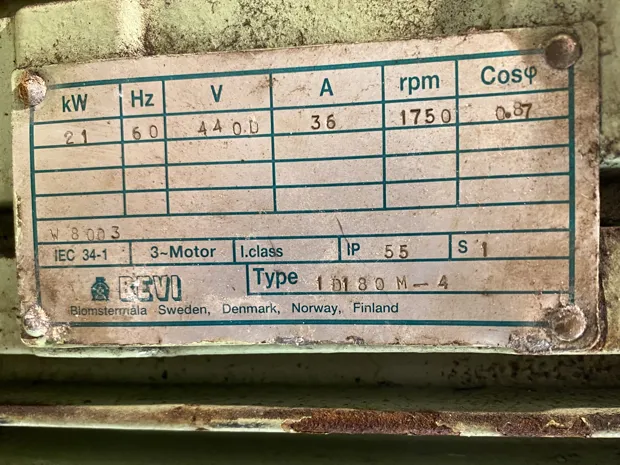 kW Hz V A rpm Cosφ
21 60 440D 36 1750 0.87
W 8003
IEC 34-1 3~Motor I.class IP 55 S 1
BEVI Type 1D180M-4
Blomstermåla Sweden, Denmark, Norway, Finland